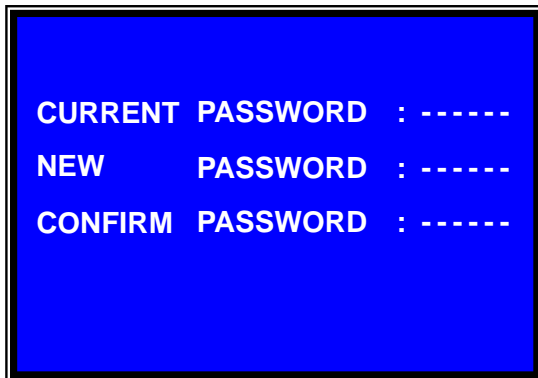 CURRENT PASSWORD : ------
NEW PASSWORD : ------
CONFIRM PASSWORD : ------